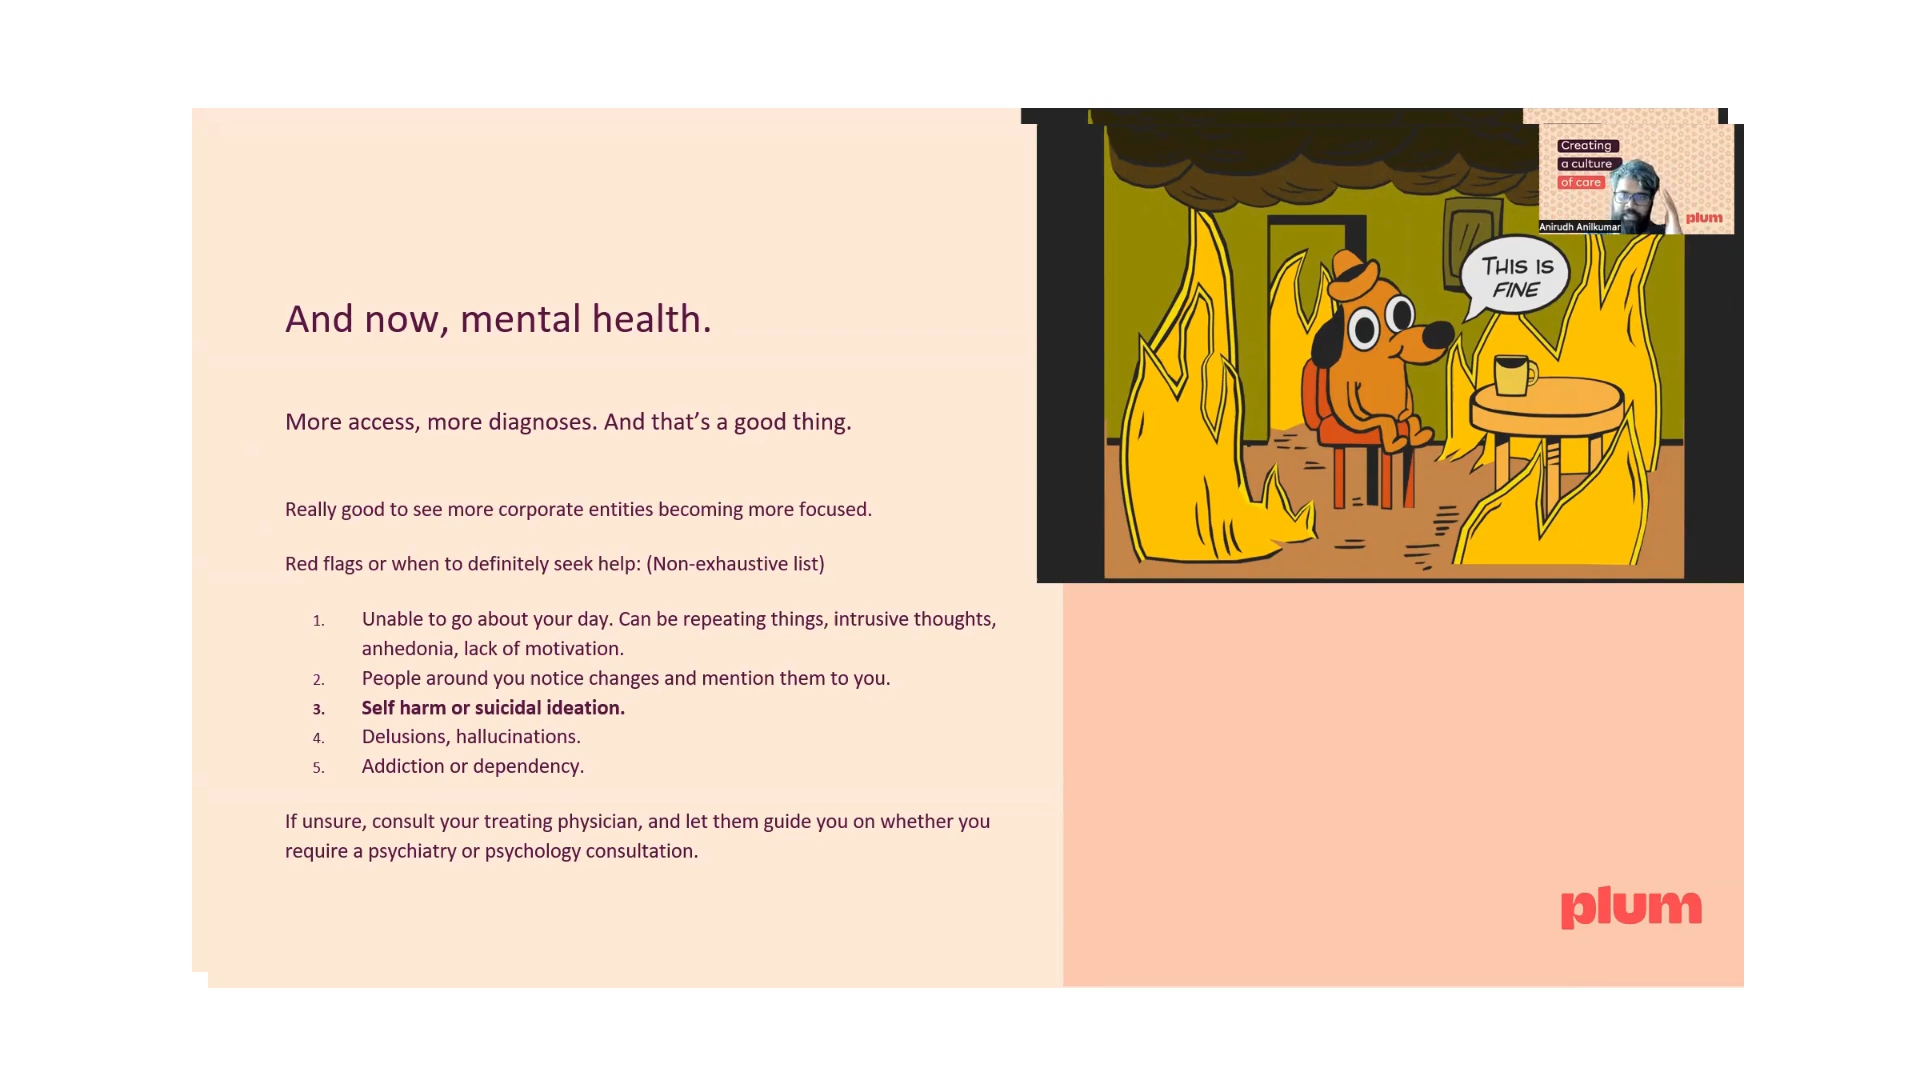 And now, mental health.
More access, more diagnoses. And that’s a good thing.
Really good to see more corporate entities becoming more focused.
Red flags or when to definitely seek help: (Non-exhaustive list)
1. Unable to go about your day. Can be repeating things, intrusive thoughts,
anhedonia, lack of motivation.
2. People around you notice changes and mention them to you.
3. Self harm or suicidal ideation.
4. Delusions, hallucinations.
5. Addiction or dependency.
If unsure, consult your treating physician, and let them guide you on whether you
require a psychiatry or psychology consultation.
THIS IS
FINE
Creating
a culture
of care
plum
Anirudh Anilkumar
plum